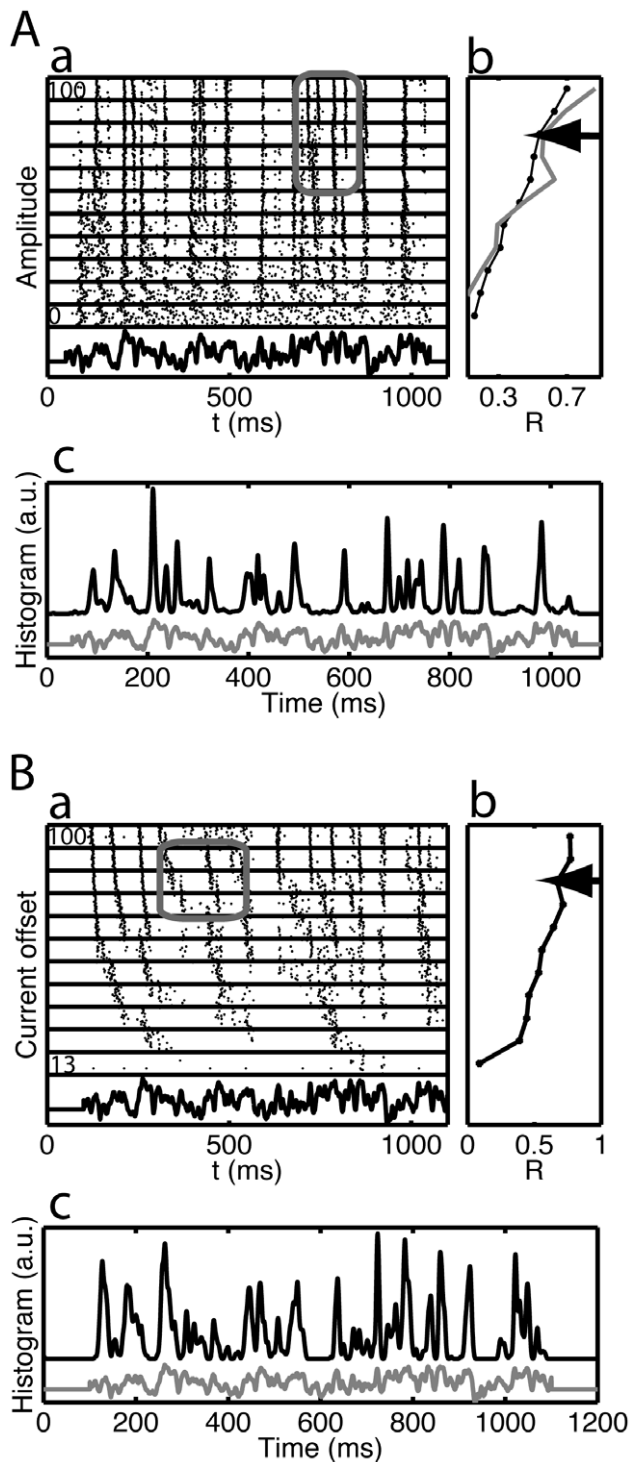 A
a
b
100
Amplitude
0
0
500
1000
t (ms)
0.3
0.7
R
c
Histogram (a.u.)
0
200
400
600
800
1000
Time (ms)
B
a
b
100
Current offset
13
0
500
1000
t (ms)
0
0.5
1
R
c
Histogram (a.u.)
0
200
400
600
800
1000
1200
Time (ms)